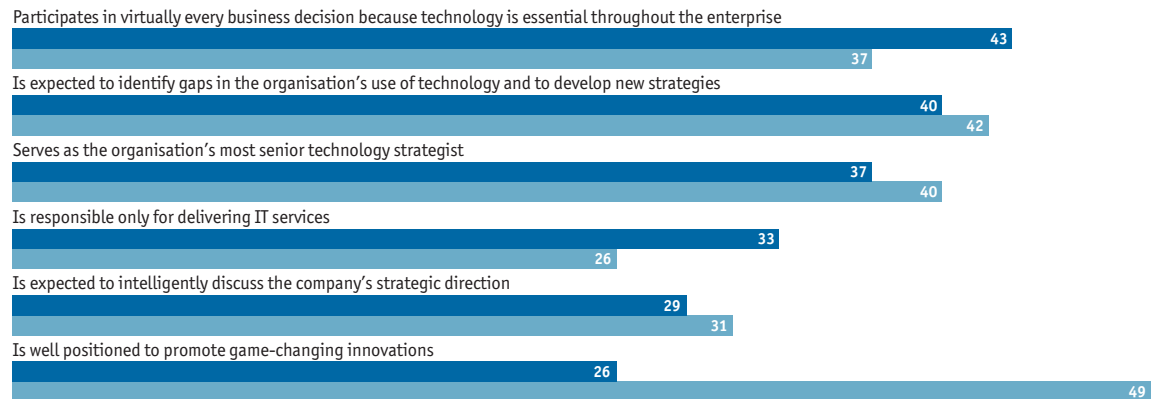 Participates in virtually every business decision because technology is essential throughout the enterprise
43
37
Is expected to identify gaps in the organisation’s use of technology and to develop new strategies
40
42
Serves as the organisation’s most senior technology strategist
37
40
Is responsible only for delivering IT services
33
26
Is expected to intelligently discuss the company’s strategic direction
29
31
Is well positioned to promote game-changing innovations
26
49